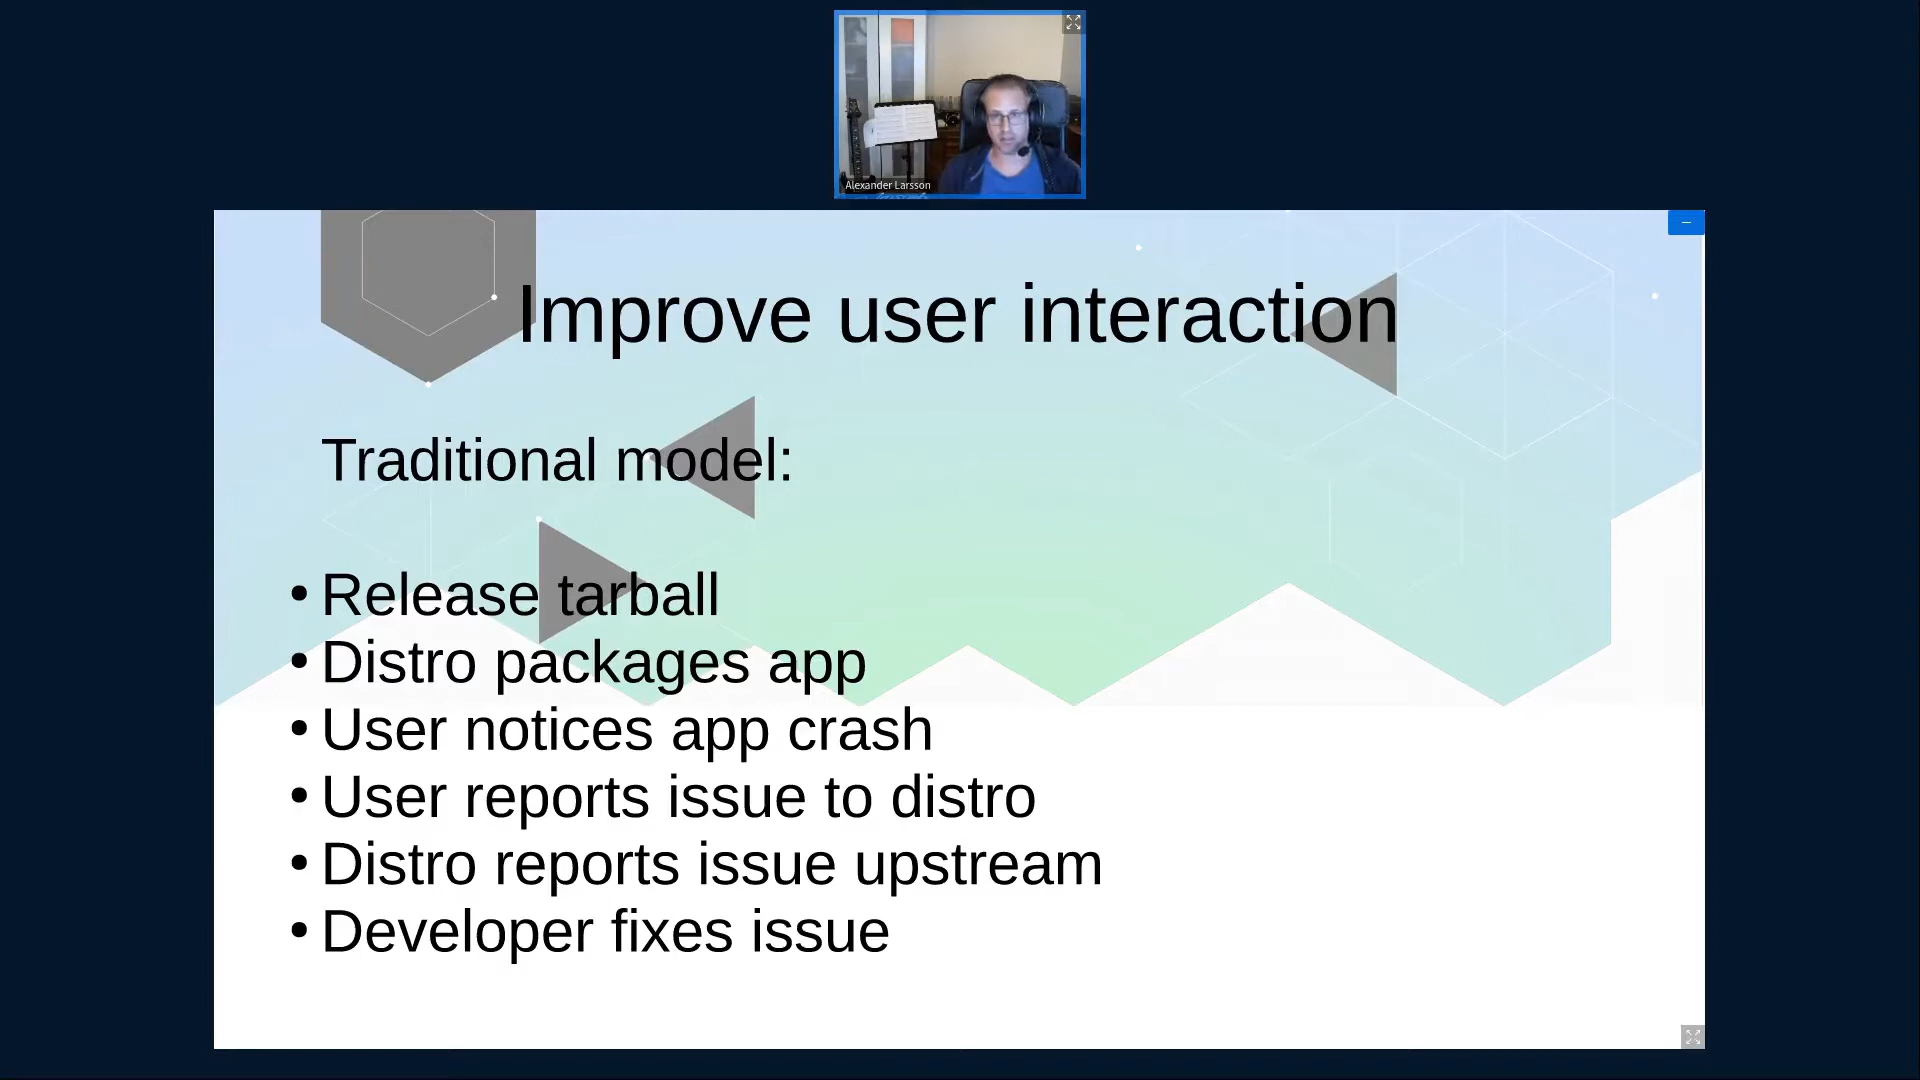 Alexander Larsson
Improve user interaction
Traditional model:
• Release tarball
• Distro packages app
• User notices app crash
• User reports issue to distro
• Distro reports issue upstream
• Developer fixes issue